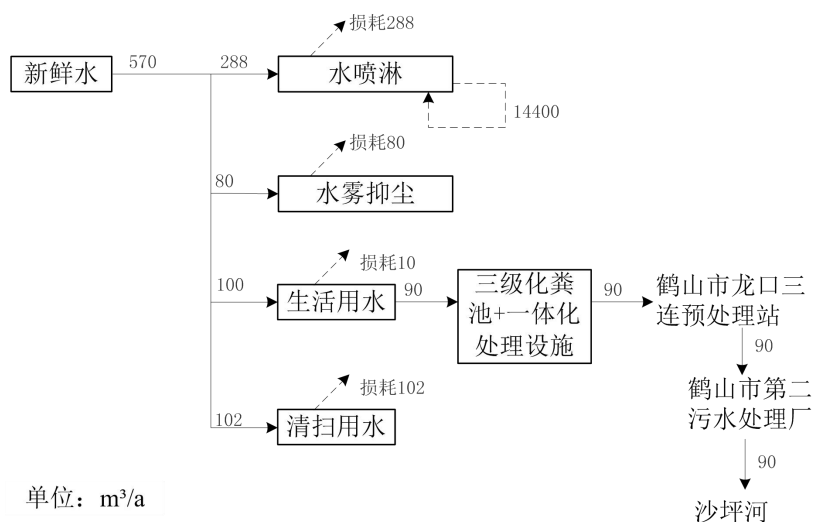 损耗288
新鲜水
570
288
水喷淋
14400
损耗80
80
水雾抑尘
损耗10
100
生活用水
90
三级化粪
池+一体化
处理设施
90
鹤山市龙口三
连预处理站
90
损耗102
鹤山市第二
污水处理厂
102
清扫用水
90
单位：m³/a
沙坪河